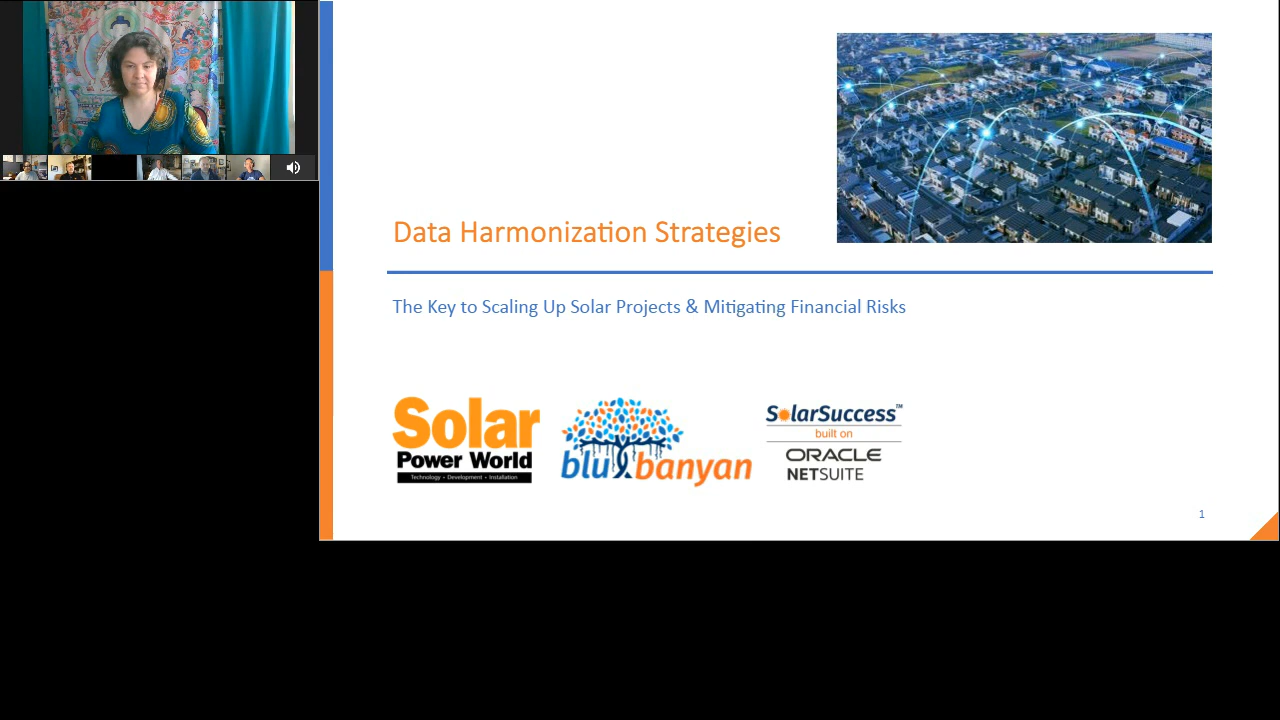 Data Harmonization Strategies
The Key to Scaling Up Solar Projects & Mitigating Financial Risks
Solar
Power World
Technology • Development • Installation
blu banyan
SolarSuccess™
built on
ORACLE
NETSUITE
1